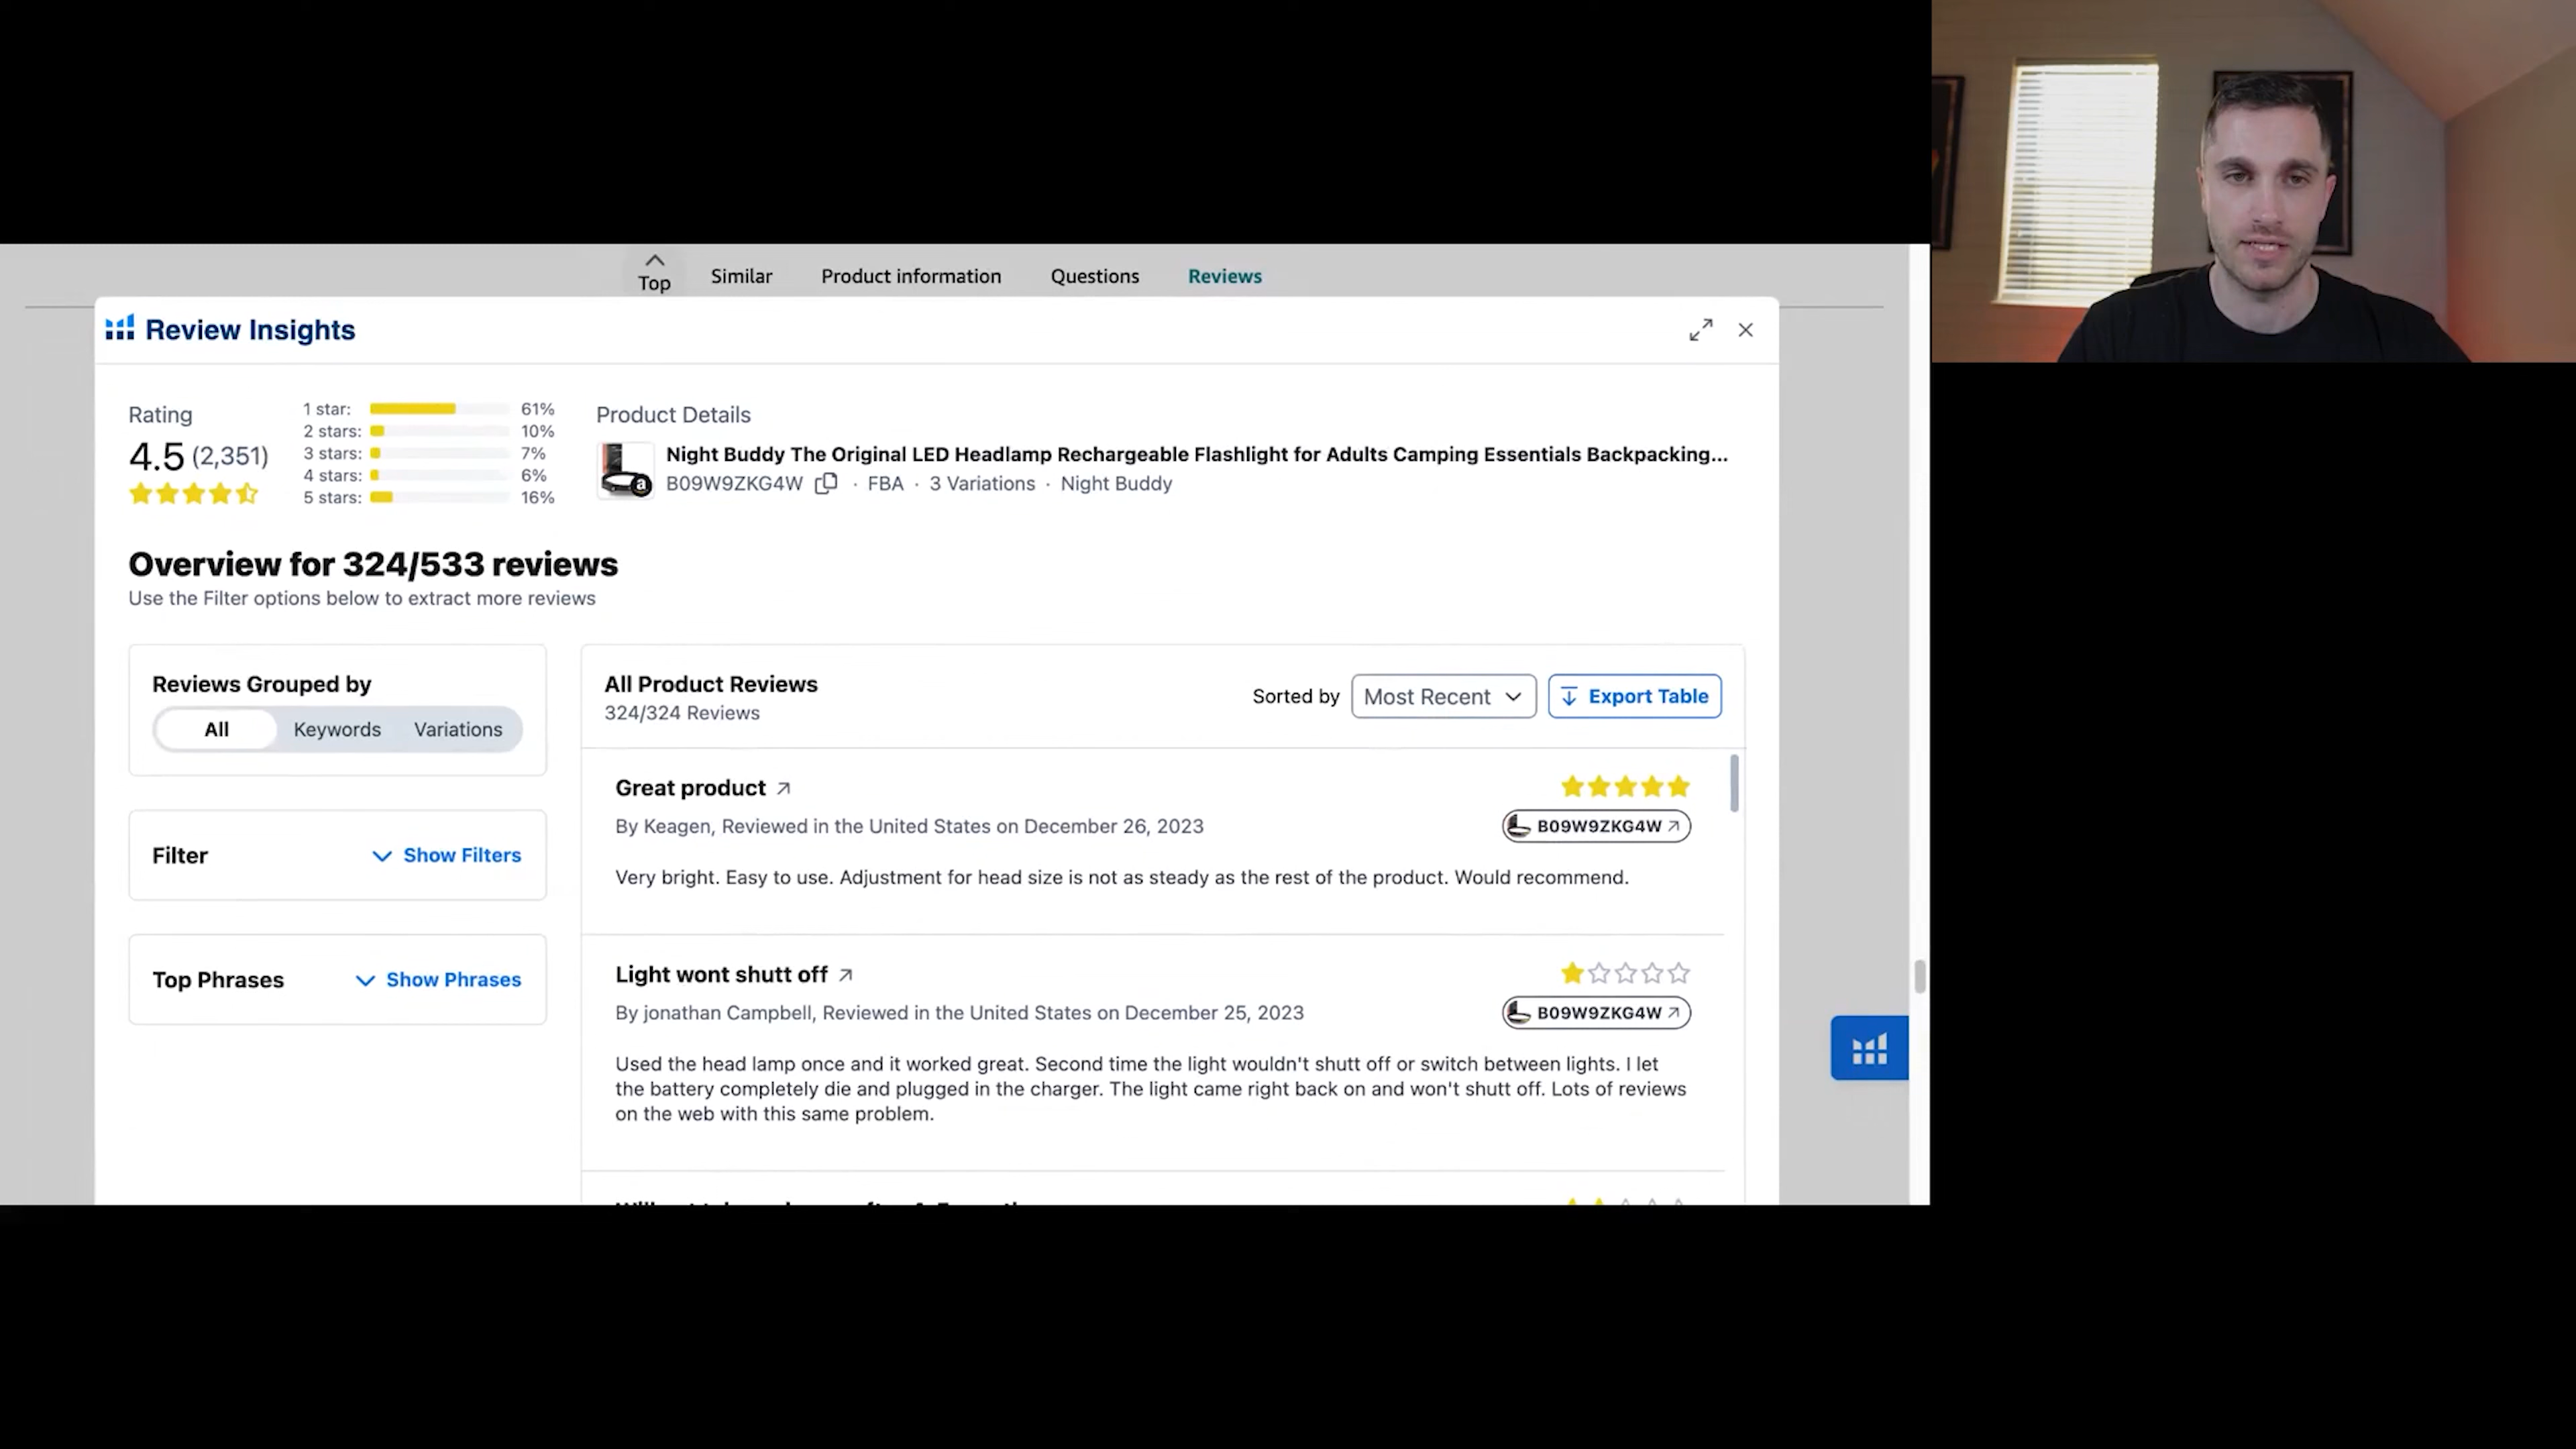 Top
Similar
Product information
Questions
Reviews
Review Insights
Rating
4.5 (2,351)
1 star: 61%
2 stars: 10%
3 stars: 7%
4 stars: 6%
5 stars: 16%
Product Details
Night Buddy The Original LED Headlamp Rechargeable Flashlight for Adults Camping Essentials Backpacking...
B09W9ZKG4W · FBA · 3 Variations · Night Buddy
Overview for 324/533 reviews
Use the Filter options below to extract more reviews
Reviews Grouped by
All Keywords Variations
Filter Show Filters
Top Phrases Show Phrases
All Product Reviews
324/324 Reviews
Sorted by Most Recent Export Table
Great product
By Keagen, Reviewed in the United States on December 26, 2023
B09W9ZKG4W
Very bright. Easy to use. Adjustment for head size is not as steady as the rest of the product. Would recommend.
Light wont shutt off
By jonathan Campbell, Reviewed in the United States on December 25, 2023
B09W9ZKG4W
Used the head lamp once and it worked great. Second time the light wouldn't shutt off or switch between lights. I let
the battery completely die and plugged in the charger. The light came right back on and won't shutt off. Lots of reviews
on the web with this same problem.